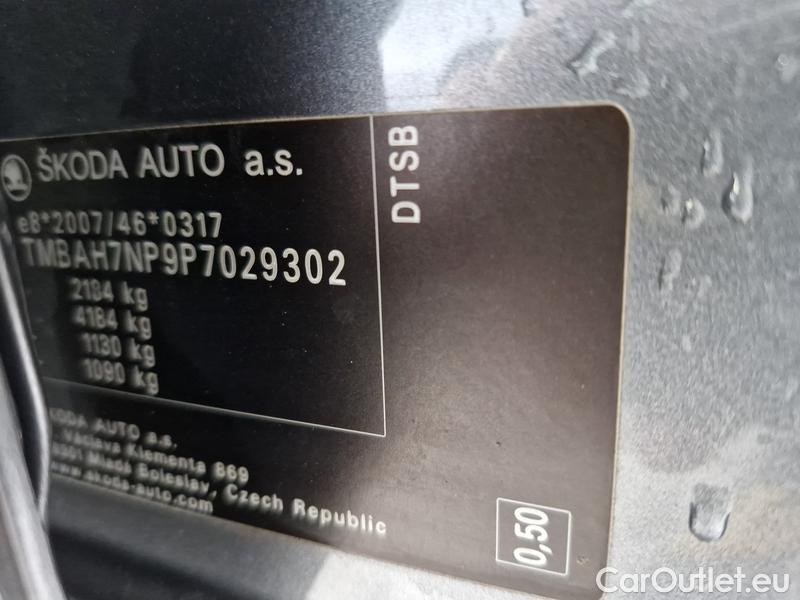 ŠKODA AUTO a.s.
e8*2007/46*0317
TMBAH7NP9P7029302
2184 kg
4184 kg
1130 kg
1090 kg
DTSB
ŠKODA AUTO a.s.
Václava Klementa 869
Mladá Boleslav, Czech Republic
www.skoda-auto.com
0,50
CarOutlet.eu